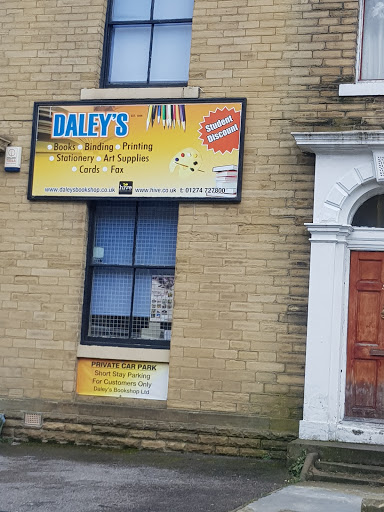 DALEY'S
Student
Discount
Books Binding Printing
Stationery Art Supplies
Cards Fax
www.daleysbookshop.co.uk hive www.hive.co.uk t: 01274 727800
PRIVATE CAR PARK
Short Stay Parking
For Customers Only
Daley's Bookshop Ltd